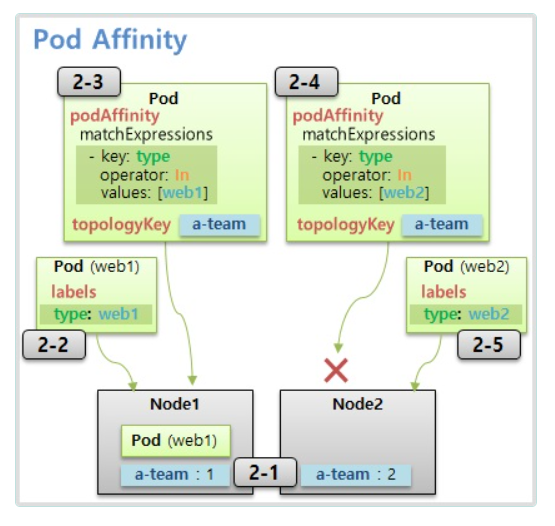 Pod Affinity
2-3
Pod
podAffinity
matchExpressions
- key: type
operator: In
values: [web1]
topologyKey a-team
2-4
Pod
podAffinity
matchExpressions
- key: type
operator: In
values: [web2]
topologyKey a-team
Pod (web1)
labels
type: web1
2-2
Pod (web2)
labels
type: web2
2-5
Node1
Pod (web1)
a-team : 1
2-1
Node2
a-team : 2